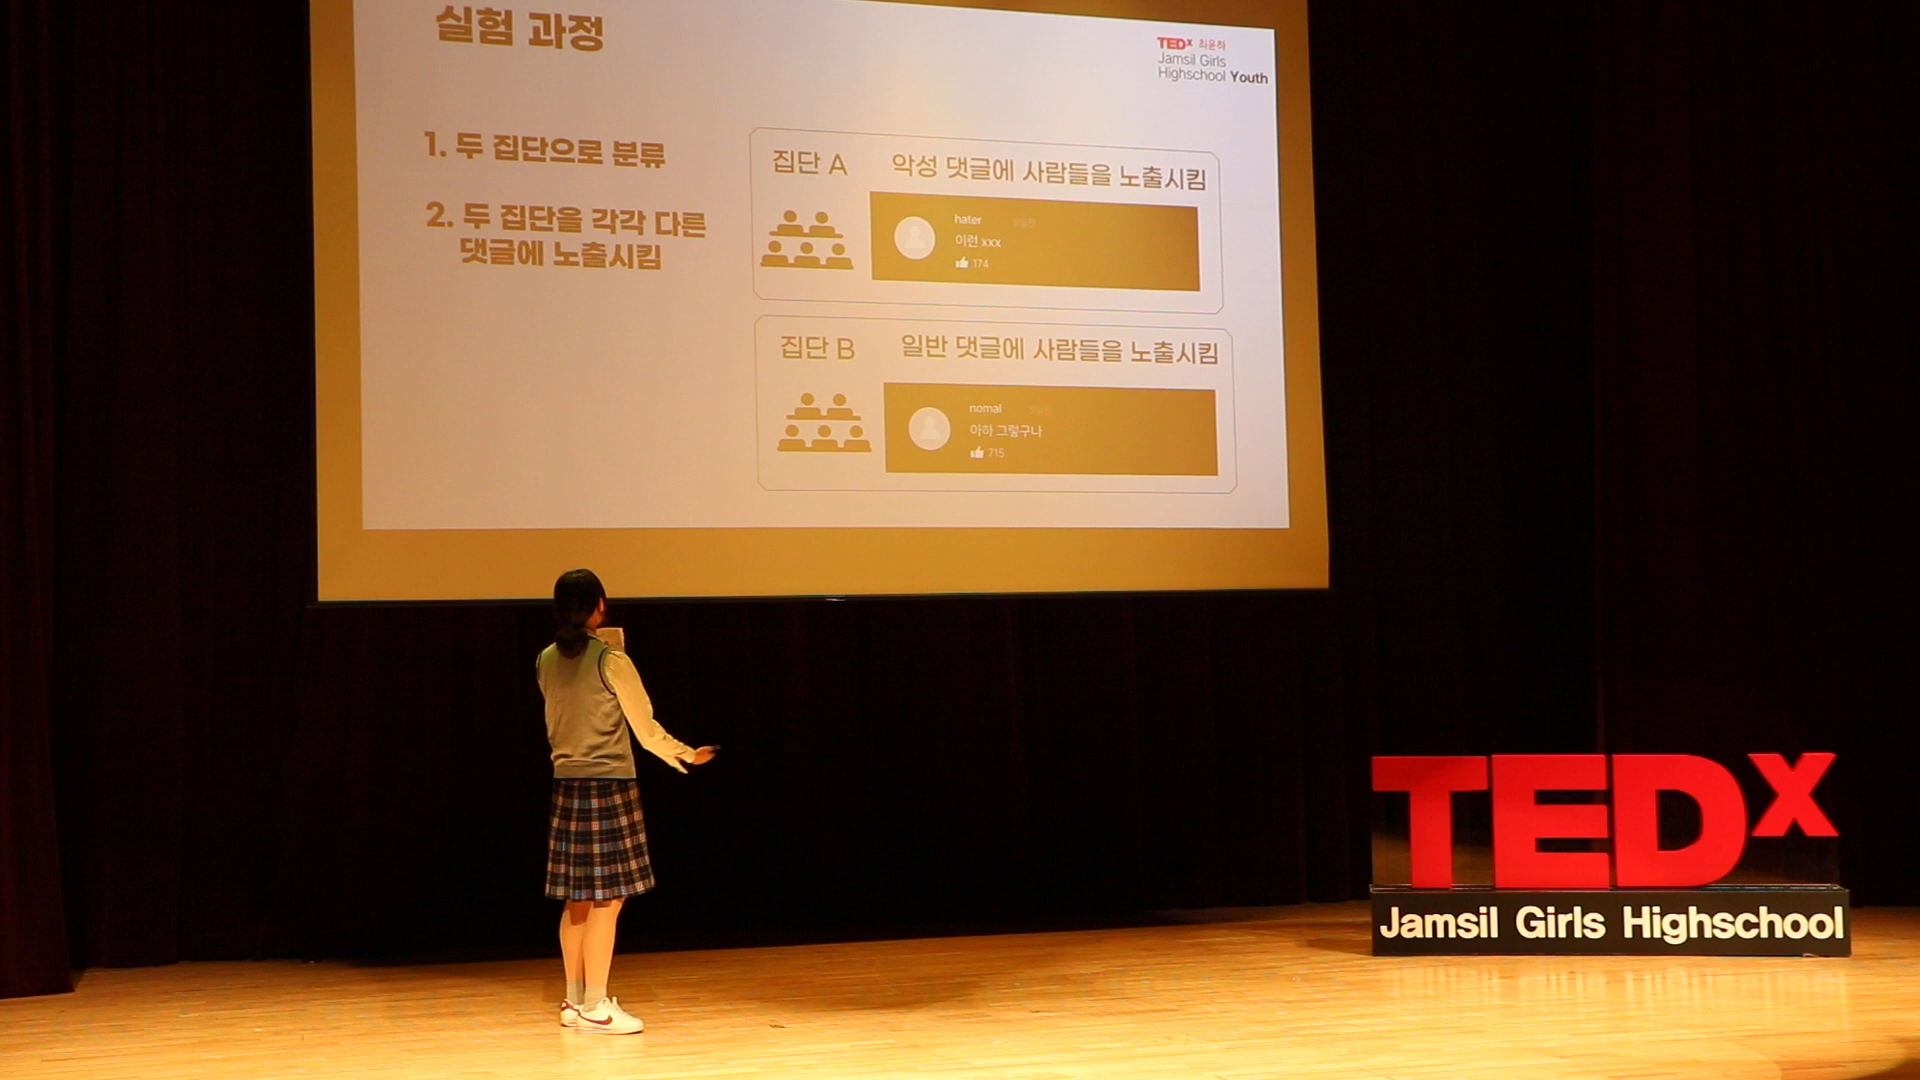 실험 과정
TEDx 최윤하
Jamsil Girls
Highschool Youth
1. 두 집단으로 분류
2. 두 집단을 각각 다른
댓글에 노출시킴
집단 A 악성 댓글에 사람들을 노출시킴
hater
이런 xxx
174
집단 B 일반 댓글에 사람들을 노출시킴
nomal
아하 그렇구나
715
TEDx
Jamsil Girls Highschool